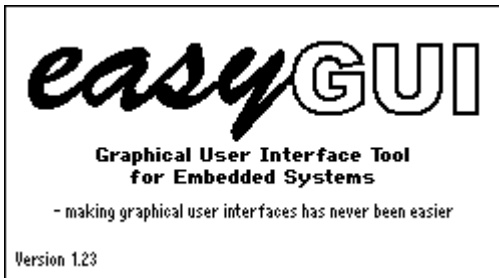 easyGUI
Graphical User Interface Tool
for Embedded Systems
- making graphical user interfaces has never been easier
Version 1.23